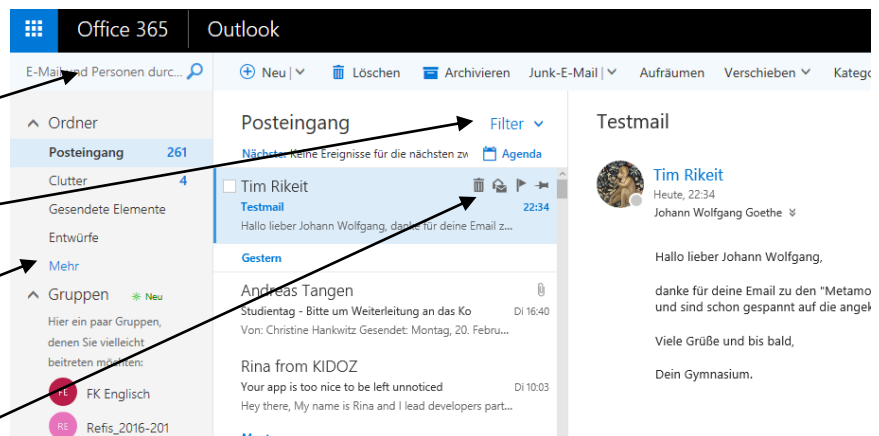 Office 365 Outlook
E-Mail und Personen durc...
Neu Löschen Archivieren Junk-E-Mail Aufräumen Verschieben Katego
Ordner
Posteingang 261
Clutter 4
Gesendete Elemente
Entwürfe
Mehr
Gruppen Neu
Hier ein paar Gruppen,
denen Sie vielleicht
beitreten möchten:
FE FK Englisch
RE Refis_2016-201
Posteingang Filter
Nächste: Keine Ereignisse für die nächsten zw Agenda
Tim Rikeit
Testmail 22:34
Hallo lieber Johann Wolfgang, danke für deine Email z...
Gestern
Andreas Tangen
Studientag - Bitte um Weiterleitung an das Ko Di 16:40
Von: Christine Hankwitz Gesendet: Montag, 20. Febru...
Rina from KIDOZ
Your app is too nice to be left unnoticed Di 10:03
Hey there, My name is Rina and I lead developers part...
Testmail
Tim Rikeit
Heute, 22:34
Johann Wolfgang Goethe
Hallo lieber Johann Wolfgang,
danke für deine Email zu den "Metamo
und sind schon gespannt auf die angek
Viele Grüße und bis bald,
Dein Gymnasium.